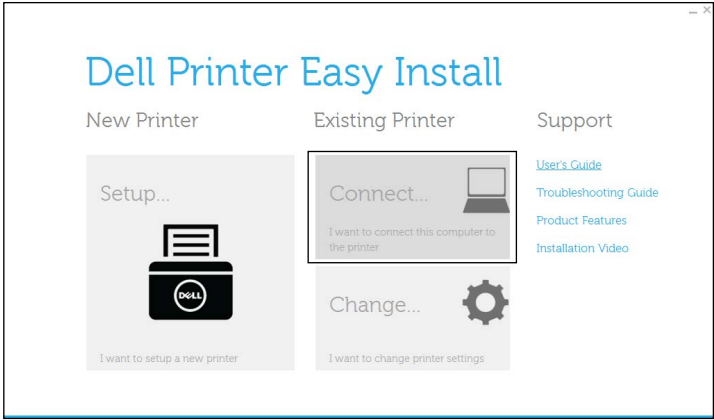 Dell Printer Easy Install
New Printer
Existing Printer
Support
Setup...
DELL
I want to setup a new printer
Connect...
I want to connect this computer to
the printer
Change...
I want to change printer settings
User's Guide
Troubleshooting Guide
Product Features
Installation Video